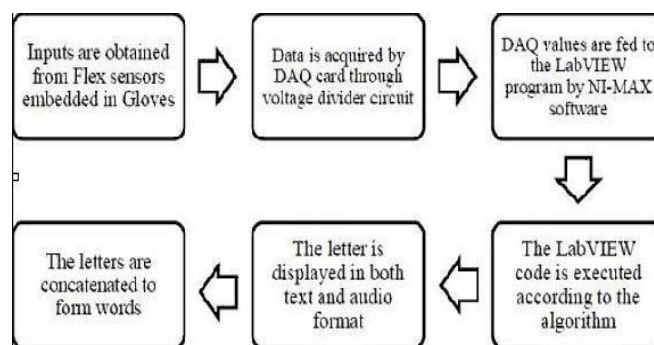 Inputs are obtained
from Flex sensors
embedded in Gloves
Data is acquired by
DAQ card through
voltage divider circuit
DAQ values are fed to
the LabVIEW
program by NI-MAX
software
The LabVIEW
code is executed
according to the
algorithm
The letter is
displayed in both
text and audio
format
The letters are
concatenated to
form words